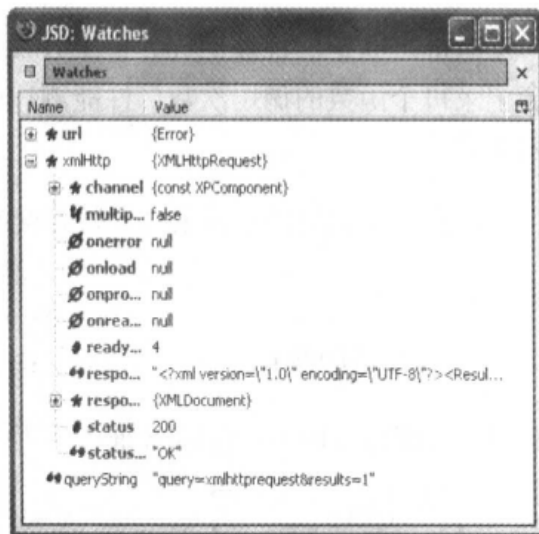 JSD: Watches
Watches
Name Value
url {Error}
xmlHttp {XMLHttpRequest}
channel {const XPComponent}
multip... false
onerror null
onload null
onpro... null
onrea... null
ready... 4
respo... "<?xml version=\"1.0\" encoding=\"UTF-8\"?><Resul...
respo... {XMLDocument}
status 200
status... "OK"
queryString "query=xmlhttprequest&results=1"